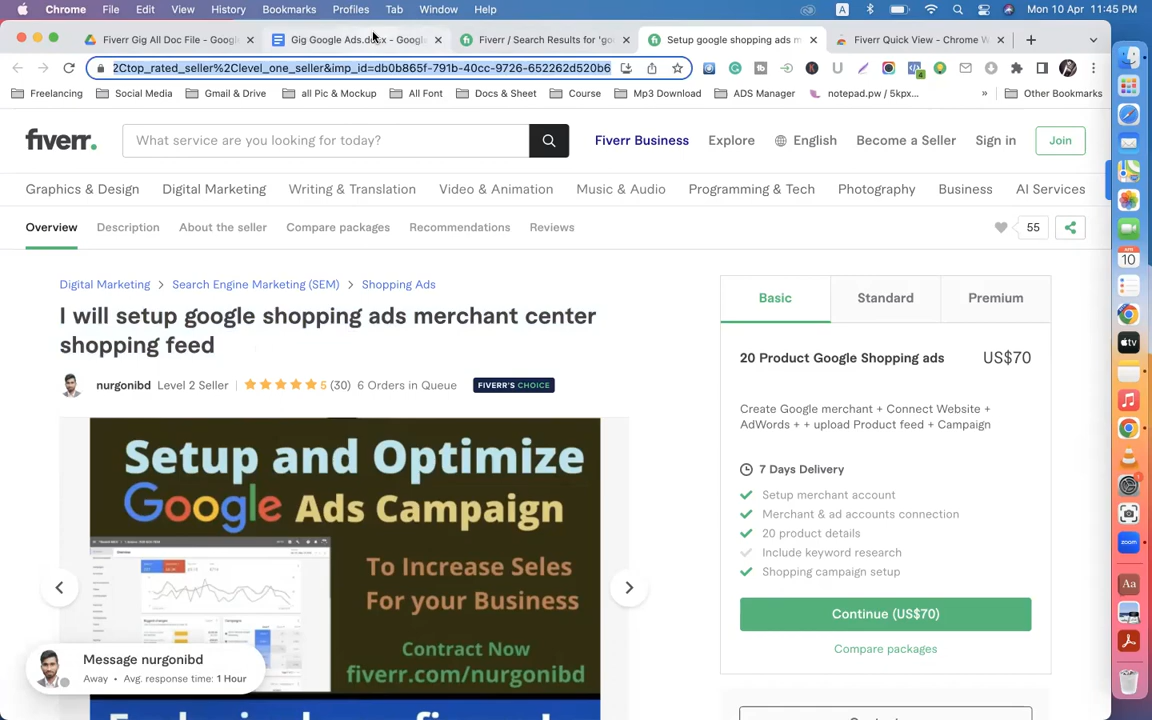 Chrome File Edit View History Bookmarks Profiles Tab Window Help A Mon 10 Apr 11:45 PM
Fiverr Gig All Doc File - Google Gig Google Ads.docx - Google Fiverr / Search Results for 'go Setup google shopping ads m Fiverr Quick View - Chrome W
2Ctop_rated_seller%2Clevel_one_seller&imp_id=db0b865f-791b-40cc-9726-652262d520b6
Freelancing Social Media Gmail & Drive all Pic & Mockup All Font Docs & Sheet Course Mp3 Download ADS Manager notepad.pw / 5kpx... » Other Bookmarks
fiverr. What service are you looking for today? Fiverr Business Explore English Become a Seller Sign in Join
Graphics & Design Digital Marketing Writing & Translation Video & Animation Music & Audio Programming & Tech Photography Business AI Services
Overview Description About the seller Compare packages Recommendations Reviews 55
Digital Marketing > Search Engine Marketing (SEM) > Shopping Ads
I will setup google shopping ads merchant center
shopping feed
nurgonibd Level 2 Seller 5 (30) 6 Orders in Queue FIVERR'S CHOICE
Setup and Optimize
Google Ads Campaign
To Increase Seles
For your Business
Contract Now
fiverr.com/nurgonibd
Message nurgonibd
Away • Avg. response time: 1 Hour
Basic Standard Premium
20 Product Google Shopping ads US$70
Create Google merchant + Connect Website +
AdWords + + upload Product feed + Campaign
7 Days Delivery
Setup merchant account
Merchant & ad accounts connection
20 product details
Include keyword research
Shopping campaign setup
Continue (US$70)
Compare packages